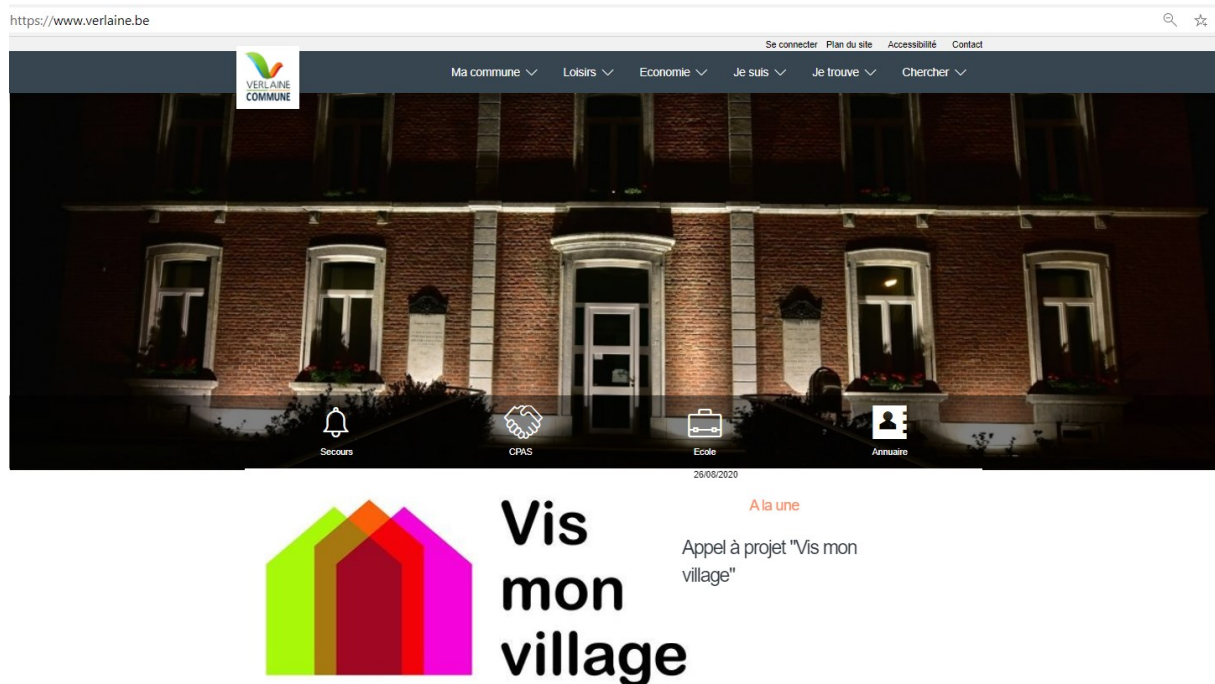 https://www.verlaine.be
Se connecter Plan du site Accessibilité Contact
VERLAINE
COMMUNE
Ma commune Loisirs Economie Je suis Je trouve Chercher
Secours CPAS Ecole Annuaire
26/08/2020
A la une
Appel à projet "Vis mon
village"
Vis
mon
village